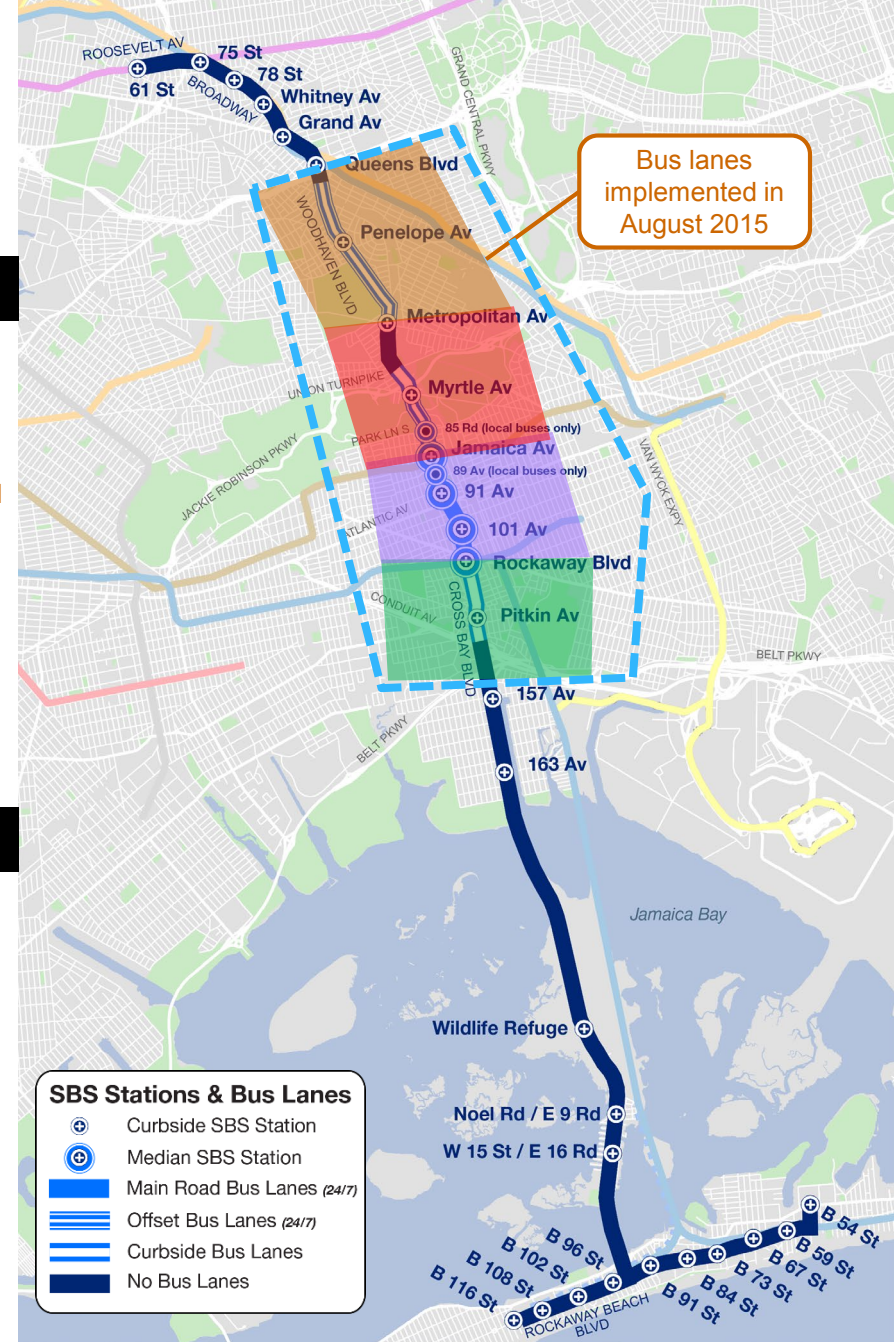 ROOSEVELT AV
75 St
61 St
BROADWAY
78 St
Whitney Av
Grand Av
GRAND CENTRAL PKWY
Queens Blvd
Bus lanes
implemented in
August 2015
WOODHAVEN BLVD
Penelope Av
Metropolitan Av
UNION TURNPIKE
Myrtle Av
PARK LN S
85 Rd (local buses only)
Jamaica Av
JACKIE ROBINSON PKWY
89 Av (local buses only)
91 Av
VAN WYCK EXPY
ATLANTIC AV
101 Av
Rockaway Blvd
CONDUIT AV
CROSS BAY BLVD
Pitkin Av
BELT PKWY
157 Av
BELT PKWY
163 Av
Jamaica Bay
Wildlife Refuge
Noel Rd / E 9 Rd
W 15 St / E 16 Rd
SBS Stations & Bus Lanes
Curbside SBS Station
Median SBS Station
Main Road Bus Lanes (24/7)
Offset Bus Lanes (24/7)
Curbside Bus Lanes
No Bus Lanes
B 116 St
B 108 St
B 102 St
B 96 St
B 91 St
B 84 St
B 73 St
B 67 St
B 59 St
B 54 St
ROCKAWAY BEACH
BLVD